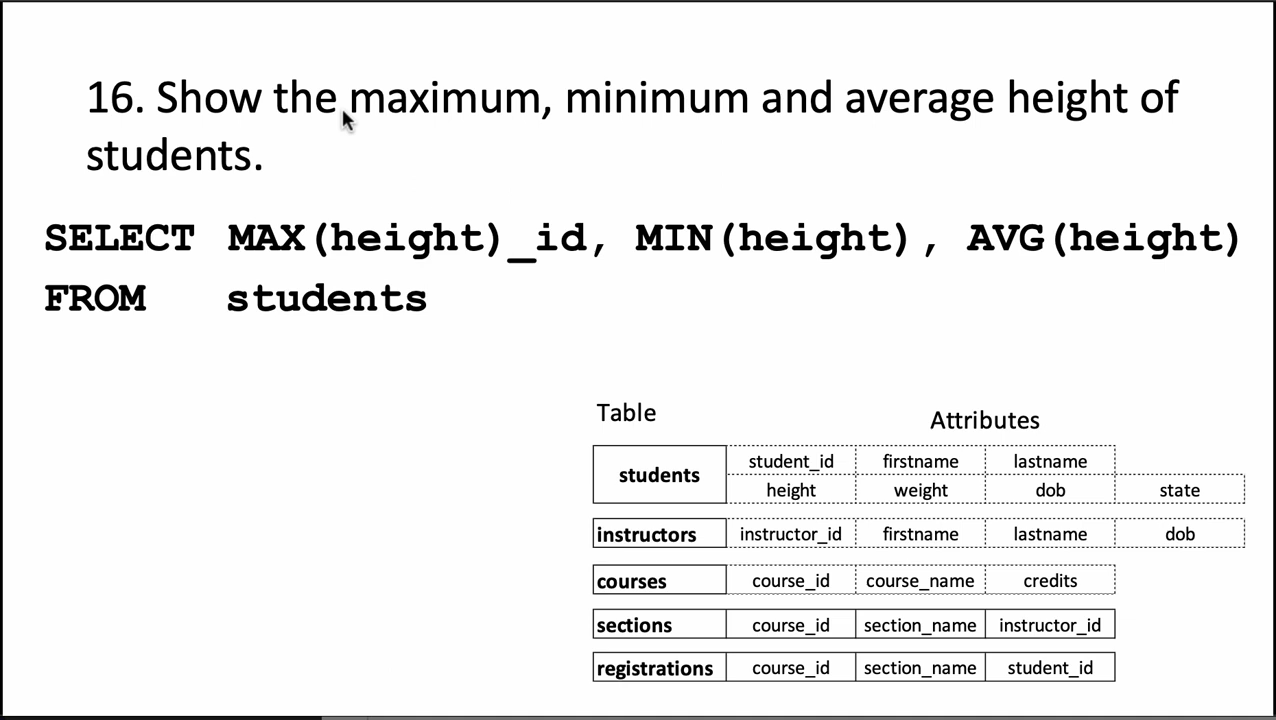 16. Show the maximum, minimum and average height of
students.
SELECT MAX(height)_id, MIN(height), AVG(height)
FROM students
Table Attributes
students student_id firstname lastname
height weight dob state
instructors instructor_id firstname lastname dob
courses course_id course_name credits
sections course_id section_name instructor_id
registrations course_id section_name student_id